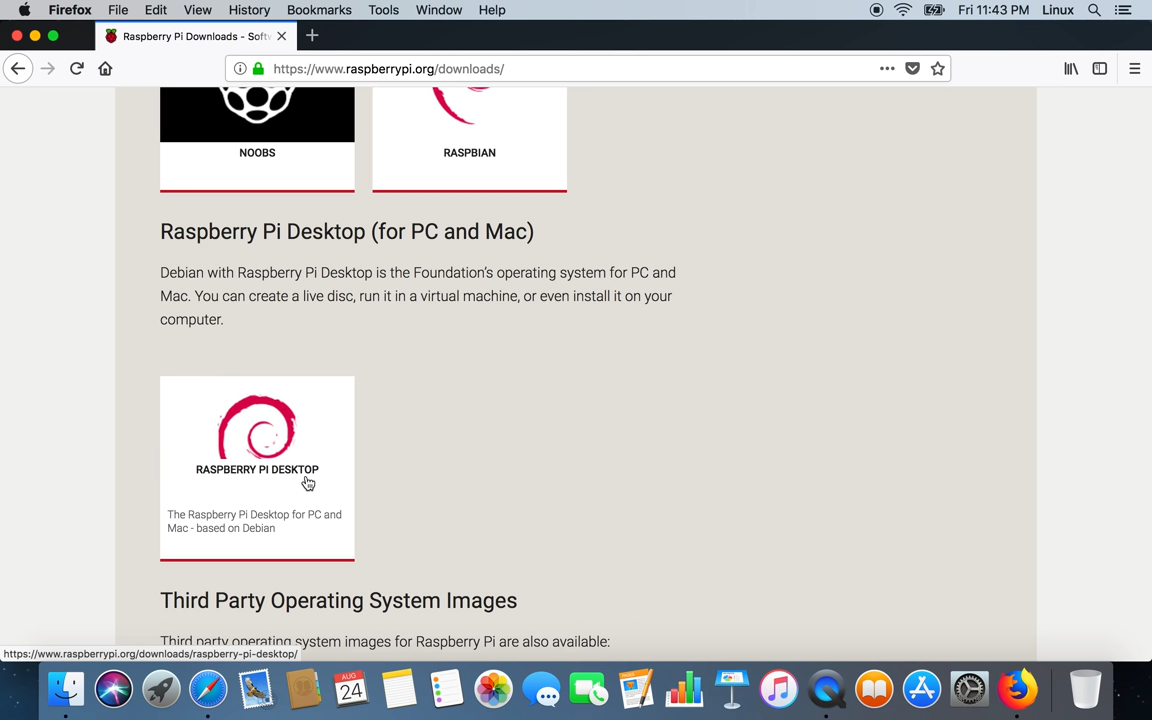 Firefox File Edit View History Bookmarks Tools Window Help Fri 11:43 PM Linux
Raspberry Pi Downloads - Softw
https://www.raspberrypi.org/downloads/
NOOBS RASPBIAN
Raspberry Pi Desktop (for PC and Mac)
Debian with Raspberry Pi Desktop is the Foundation's operating system for PC and
Mac. You can create a live disc, run it in a virtual machine, or even install it on your
computer.
RASPBERRY PI DESKTOP
The Raspberry Pi Desktop for PC and
Mac - based on Debian
Third Party Operating System Images
Third party operating system images for Raspberry Pi are also available:
https://www.raspberrypi.org/downloads/raspberry-pi-desktop/
AUG
24